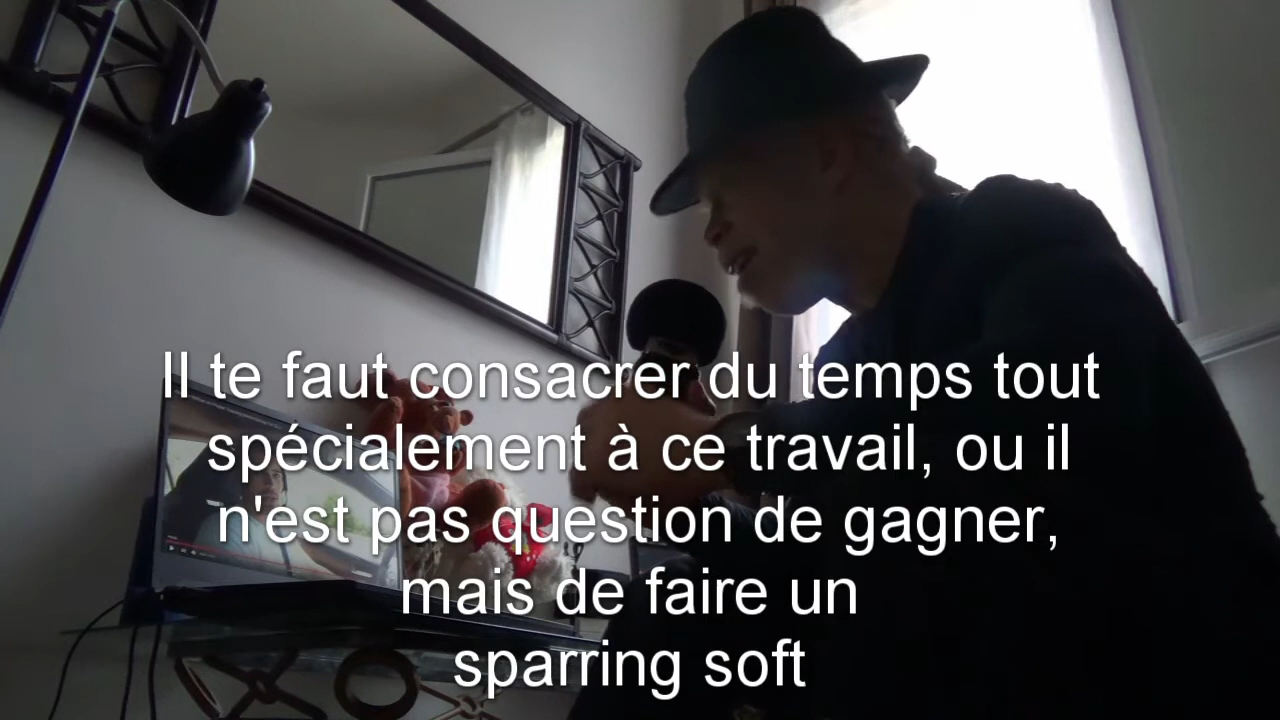 Il te faut consacrer du temps tout
spécialement à ce travail, ou il
n'est pas question de gagner,
mais de faire un
sparring soft